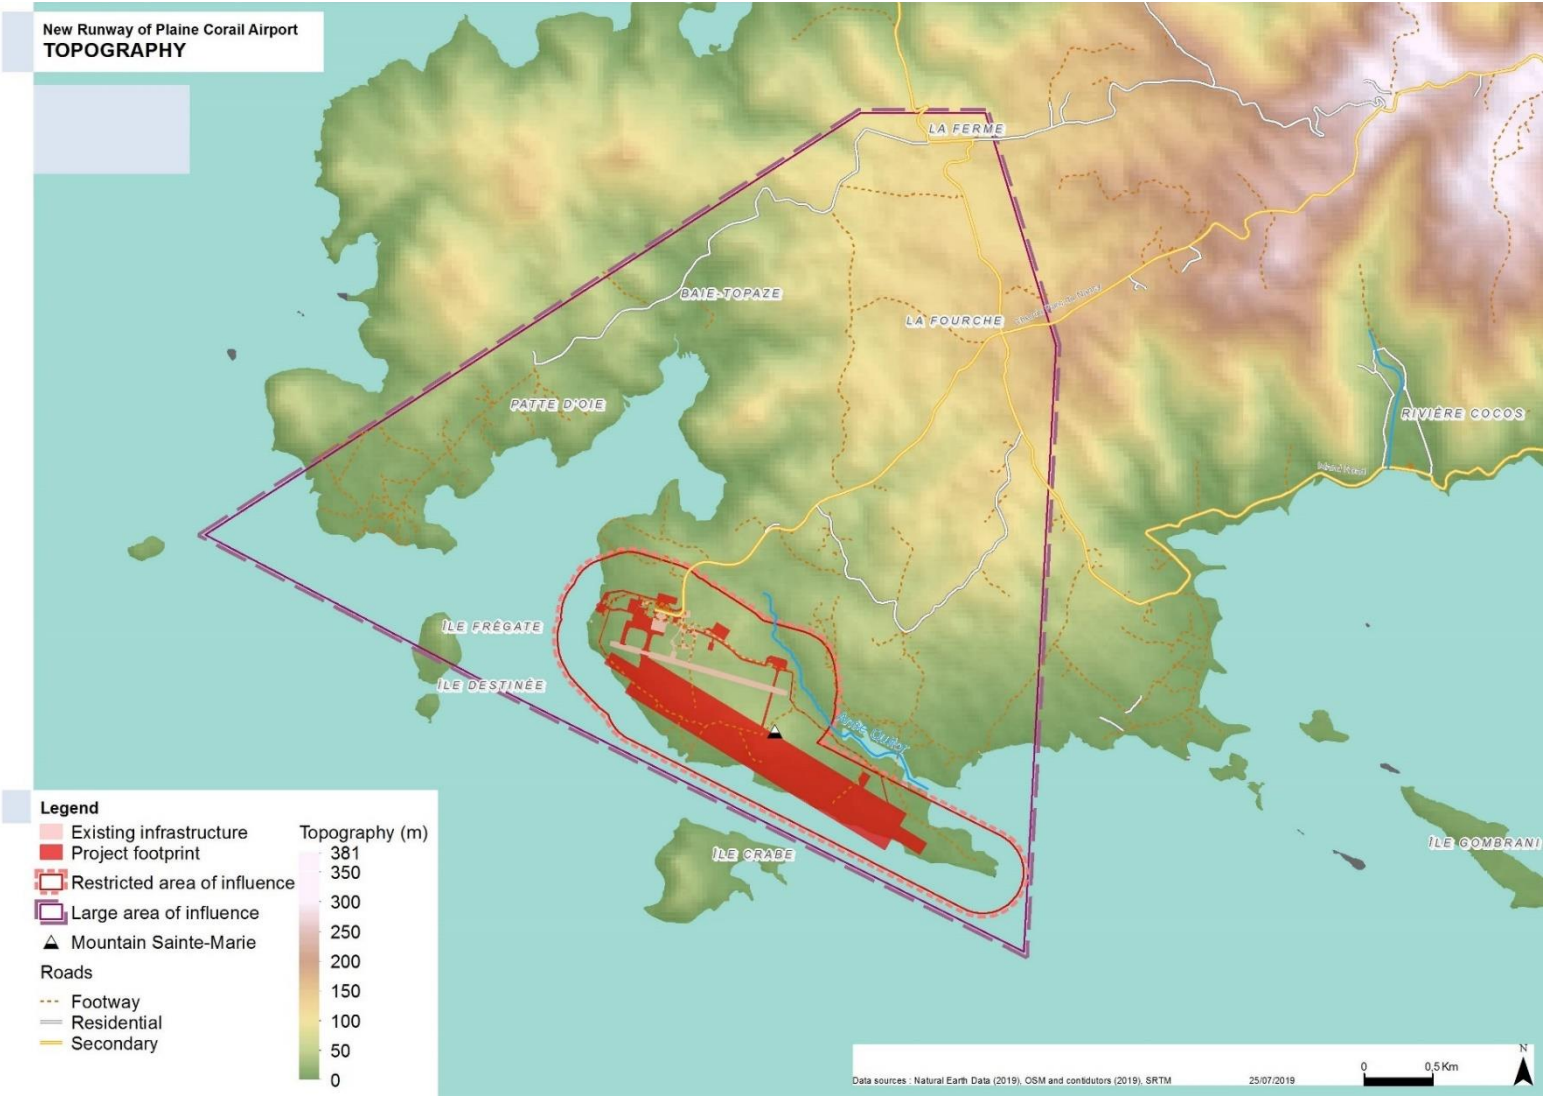 New Runway of Plaine Corail Airport
TOPOGRAPHY
LA FERME
BAIE-TOPAZE
LA FOURCHE
PATTE D'OIE
RIVIÈRE COCOS
Island Road
ÎLE FRÉGATE
ÎLE DESTINÉE
ÎLE CRABE
ÎLE GOMBRANI
Legend
Existing infrastructure
Project footprint
Restricted area of influence
Large area of influence
Mountain Sainte-Marie
Roads
Footway
Residential
Secondary
Topography (m)
381
350
300
250
200
150
100
50
0
N
0 0,5 Km
Data sources : Natural Earth Data (2019), OSM and contidutors (2019), SRTM 25/07/2019